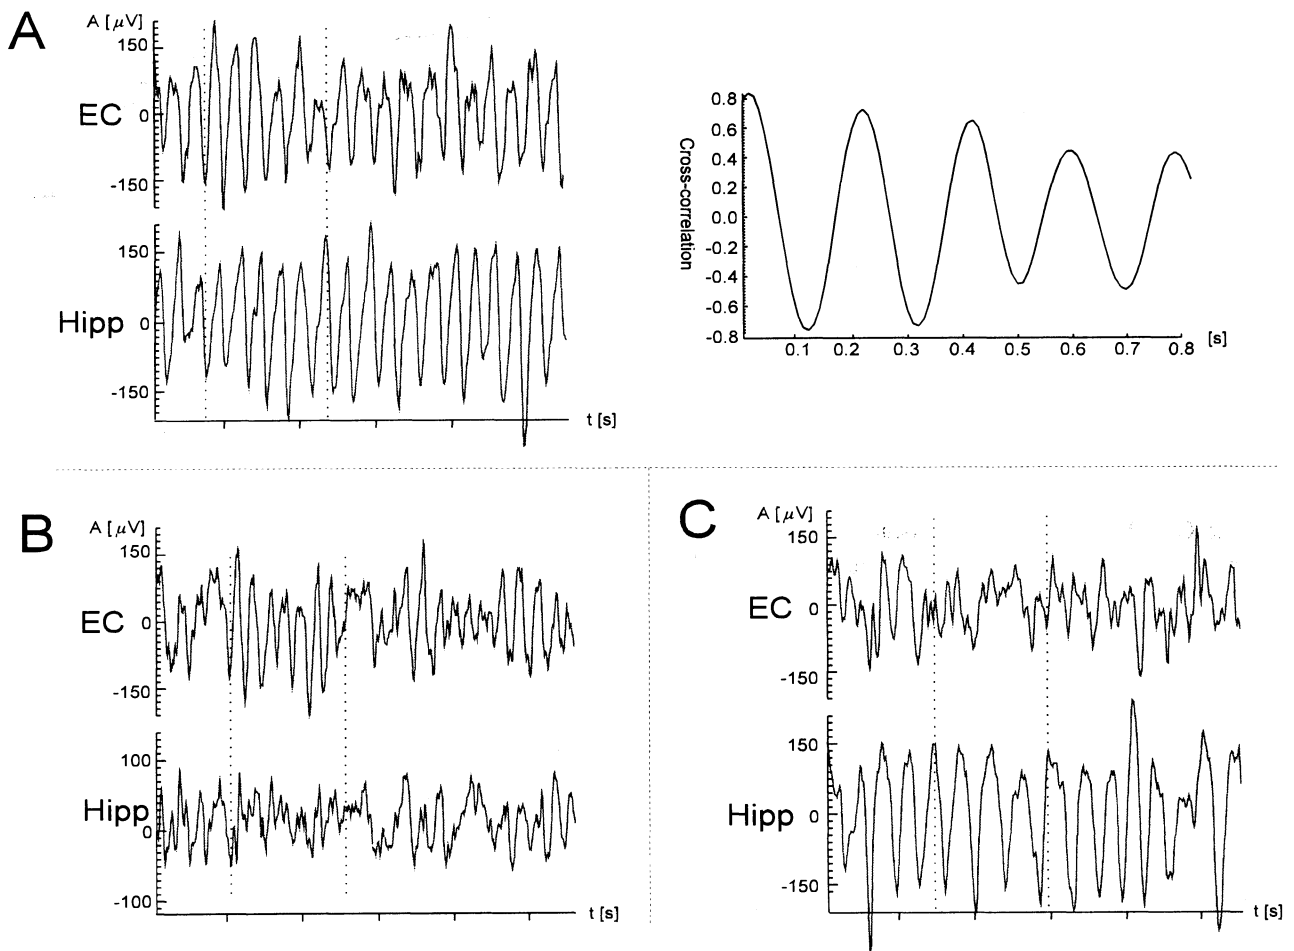 A
A [μV]
150
EC 0
-150
150
Hipp 0
-150
t [s]
0.8
0.6
0.4
0.2
0.0
-0.2
-0.4
-0.6
-0.8
Cross-correlation
0.1 0.2 0.3 0.4 0.5 0.6 0.7 0.8 [s]
B
A [μV]
150
EC 0
-150
100
Hipp
0
-100
t [s]
C
A [μV]
150
EC 0
-150
150
Hipp 0
-150
t [s]